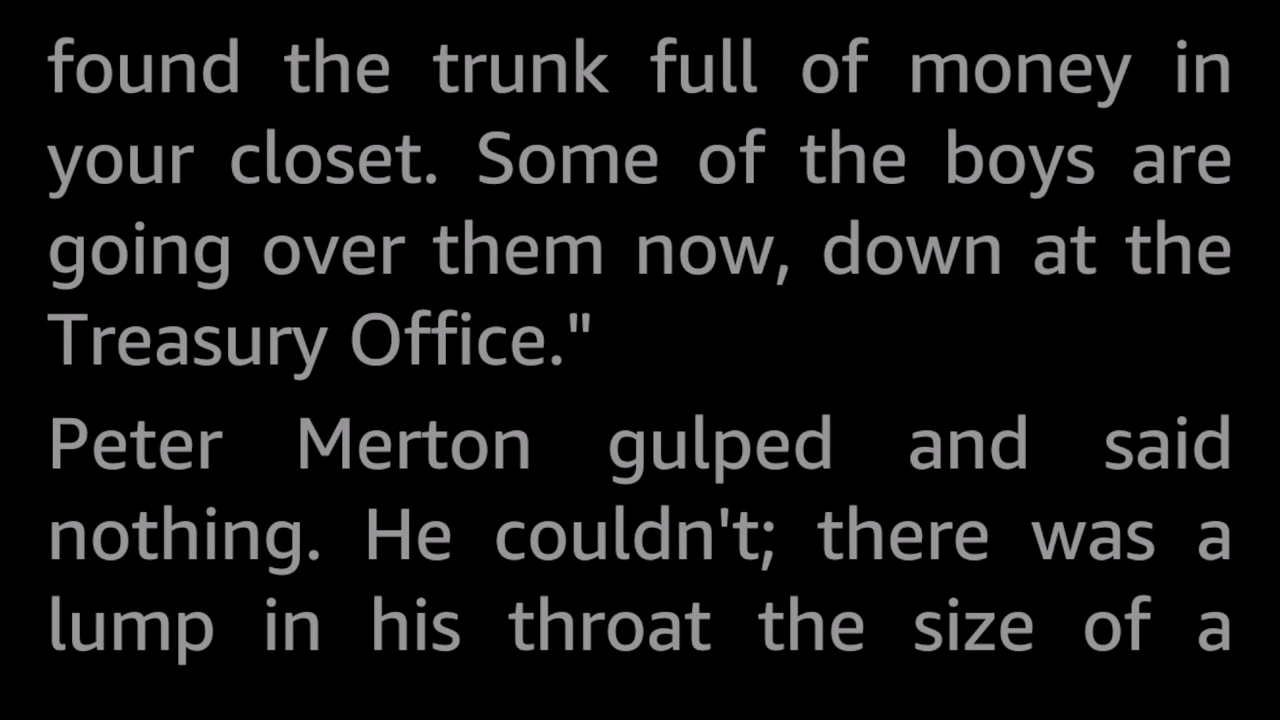 found the trunk full of money in
your closet. Some of the boys are
going over them now, down at the
Treasury Office."
Peter Merton gulped and said
nothing. He couldn't; there was a
lump in his throat the size of a